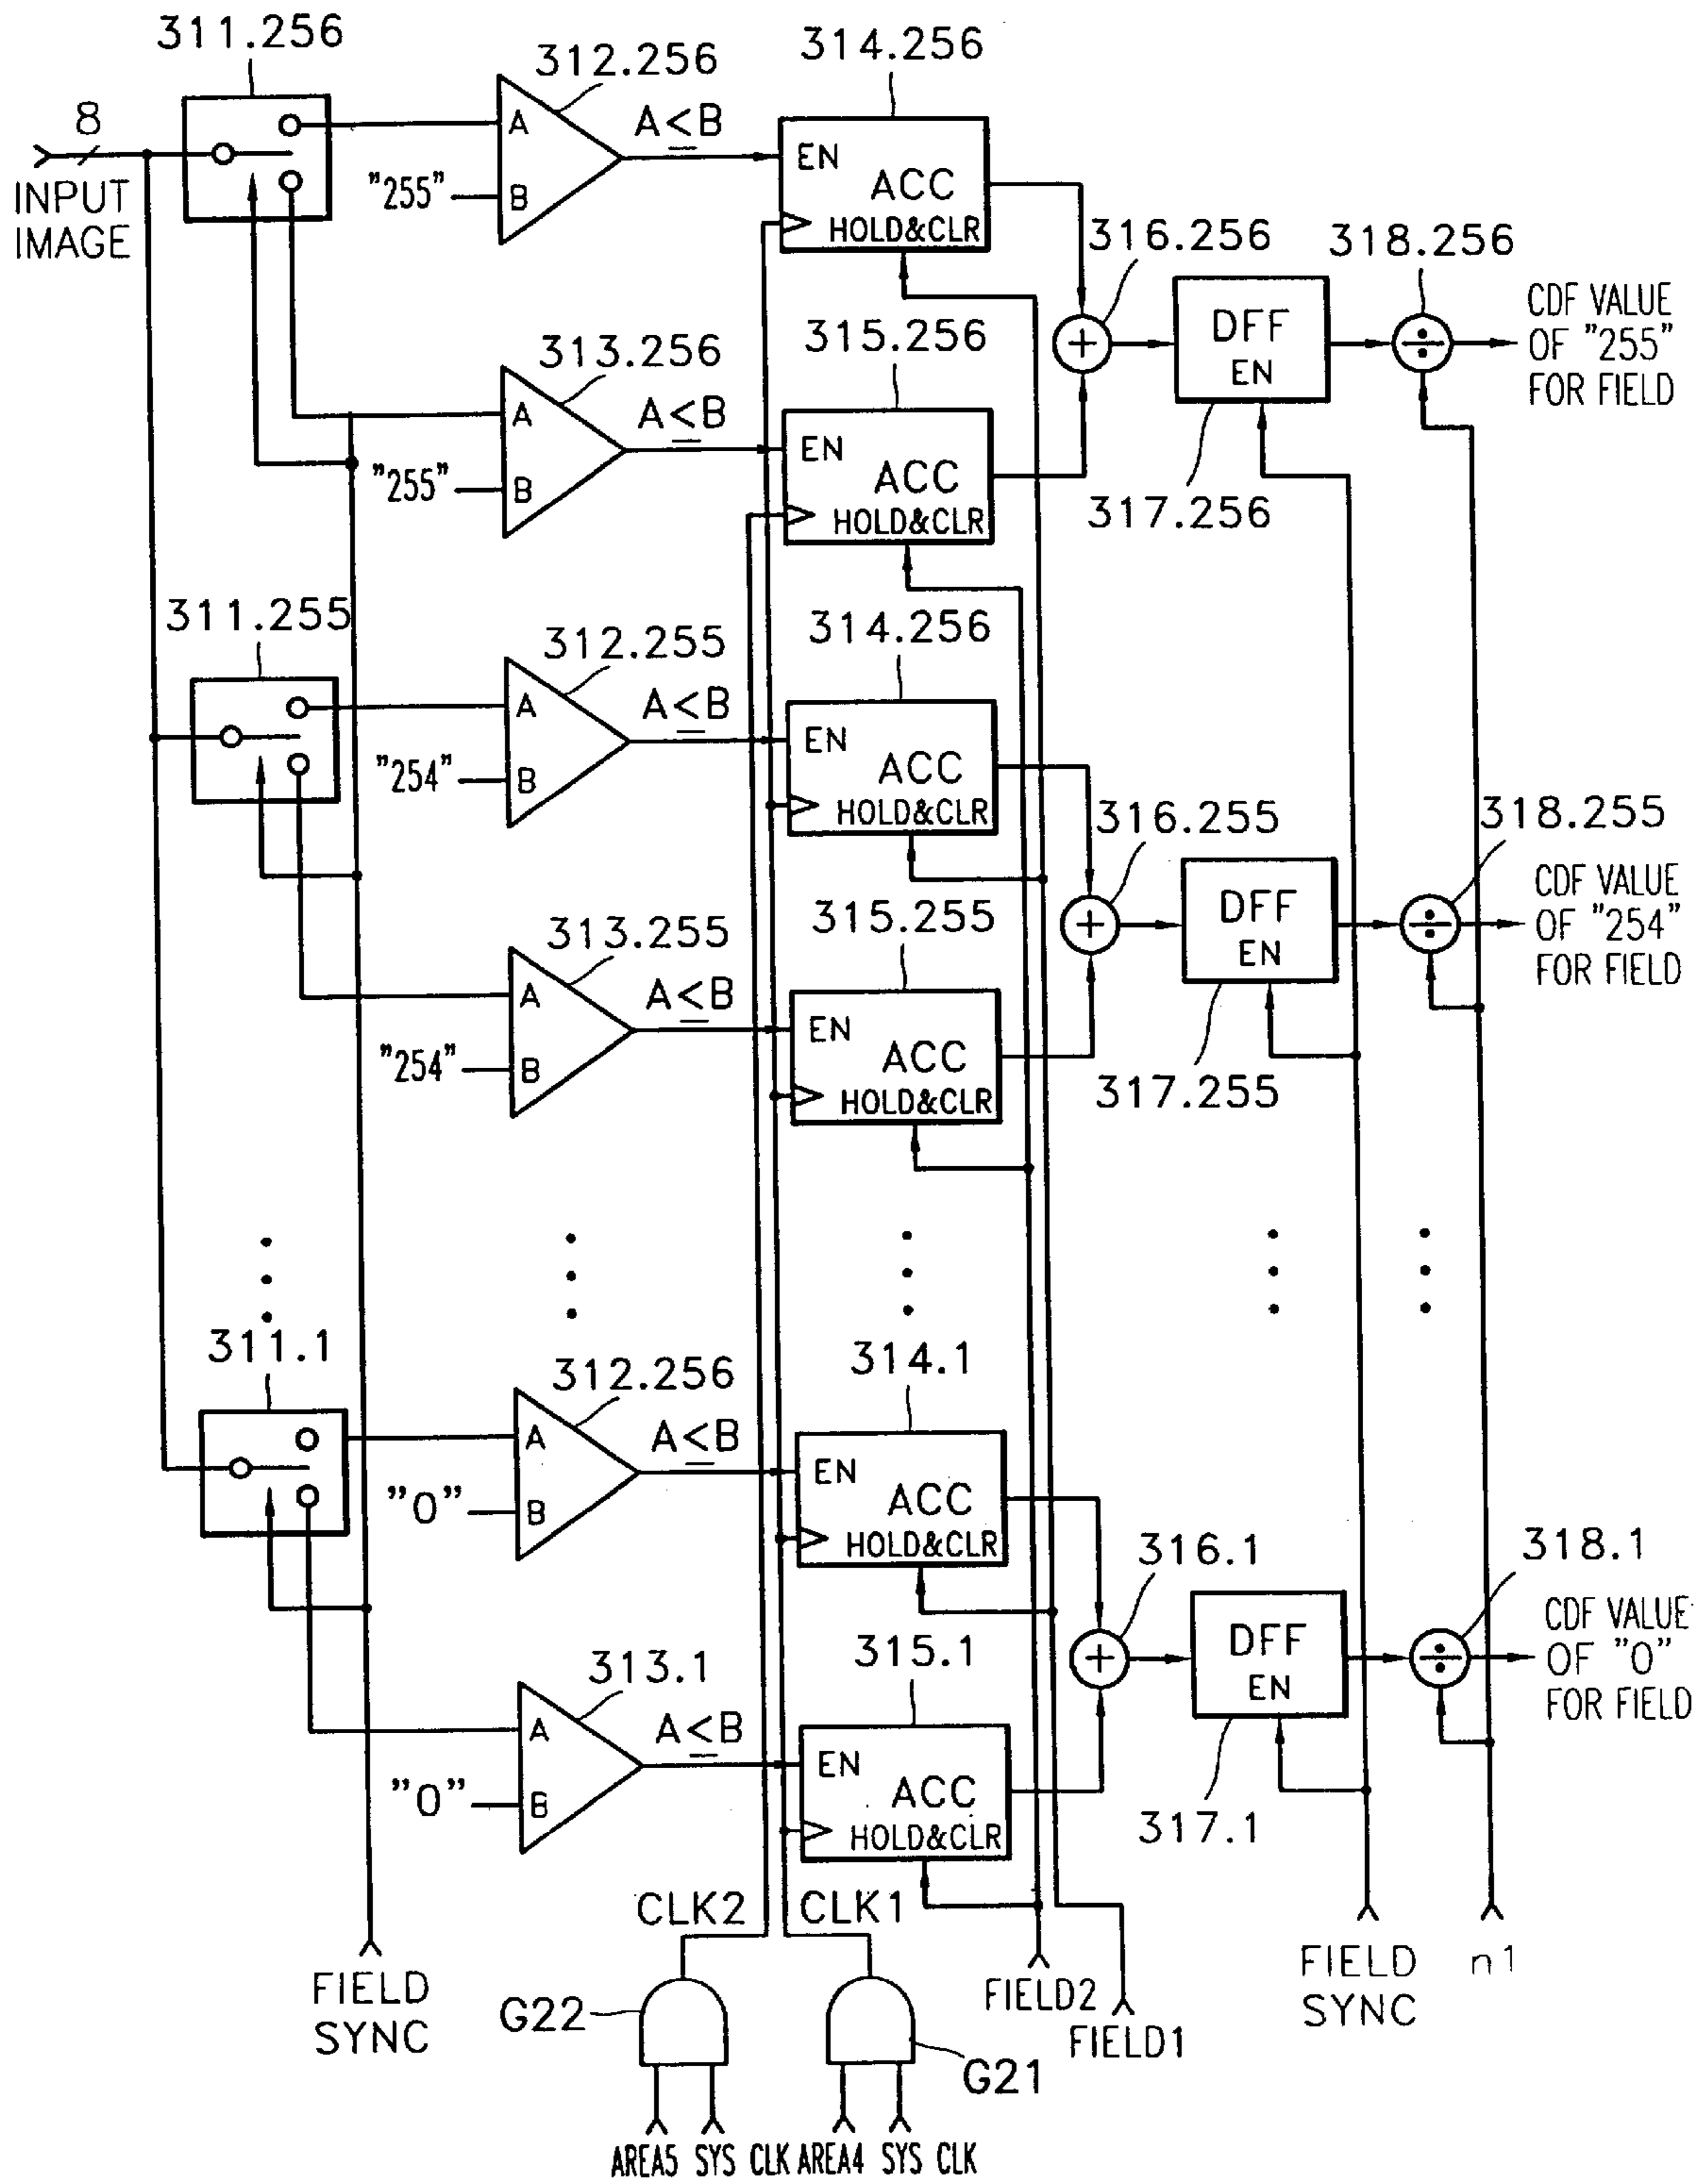 311.256
312.256
314.256
8
INPUT
IMAGE
A
"255"
B
A≤B
EN
ACC
HOLD&CLR
316.256
318.256
313.256
315.256
DFF
EN
CDF VALUE
OF "255"
FOR FIELD
A
"255"
B
A≤B
EN
ACC
HOLD&CLR
317.256
311.255
312.255
314.256
A
"254"
B
A≤B
EN
ACC
HOLD&CLR
316.255
318.255
313.255
315.255
DFF
EN
CDF VALUE
OF "254"
FOR FIELD
A
"254"
B
A≤B
EN
ACC
HOLD&CLR
317.255
311.1
312.256
314.1
A
"0"
B
A≤B
EN
ACC
HOLD&CLR
316.1
318.1
313.1
315.1
DFF
EN
CDF VALUE
OF "0"
FOR FIELD
A
"0"
B
A≤B
EN
ACC
HOLD&CLR
317.1
CLK2
CLK1
FIELD
SYNC
G22
G21
FIELD2
FIELD1
FIELD
SYNC
n1
AREA5 SYS CLK
AREA4 SYS CLK